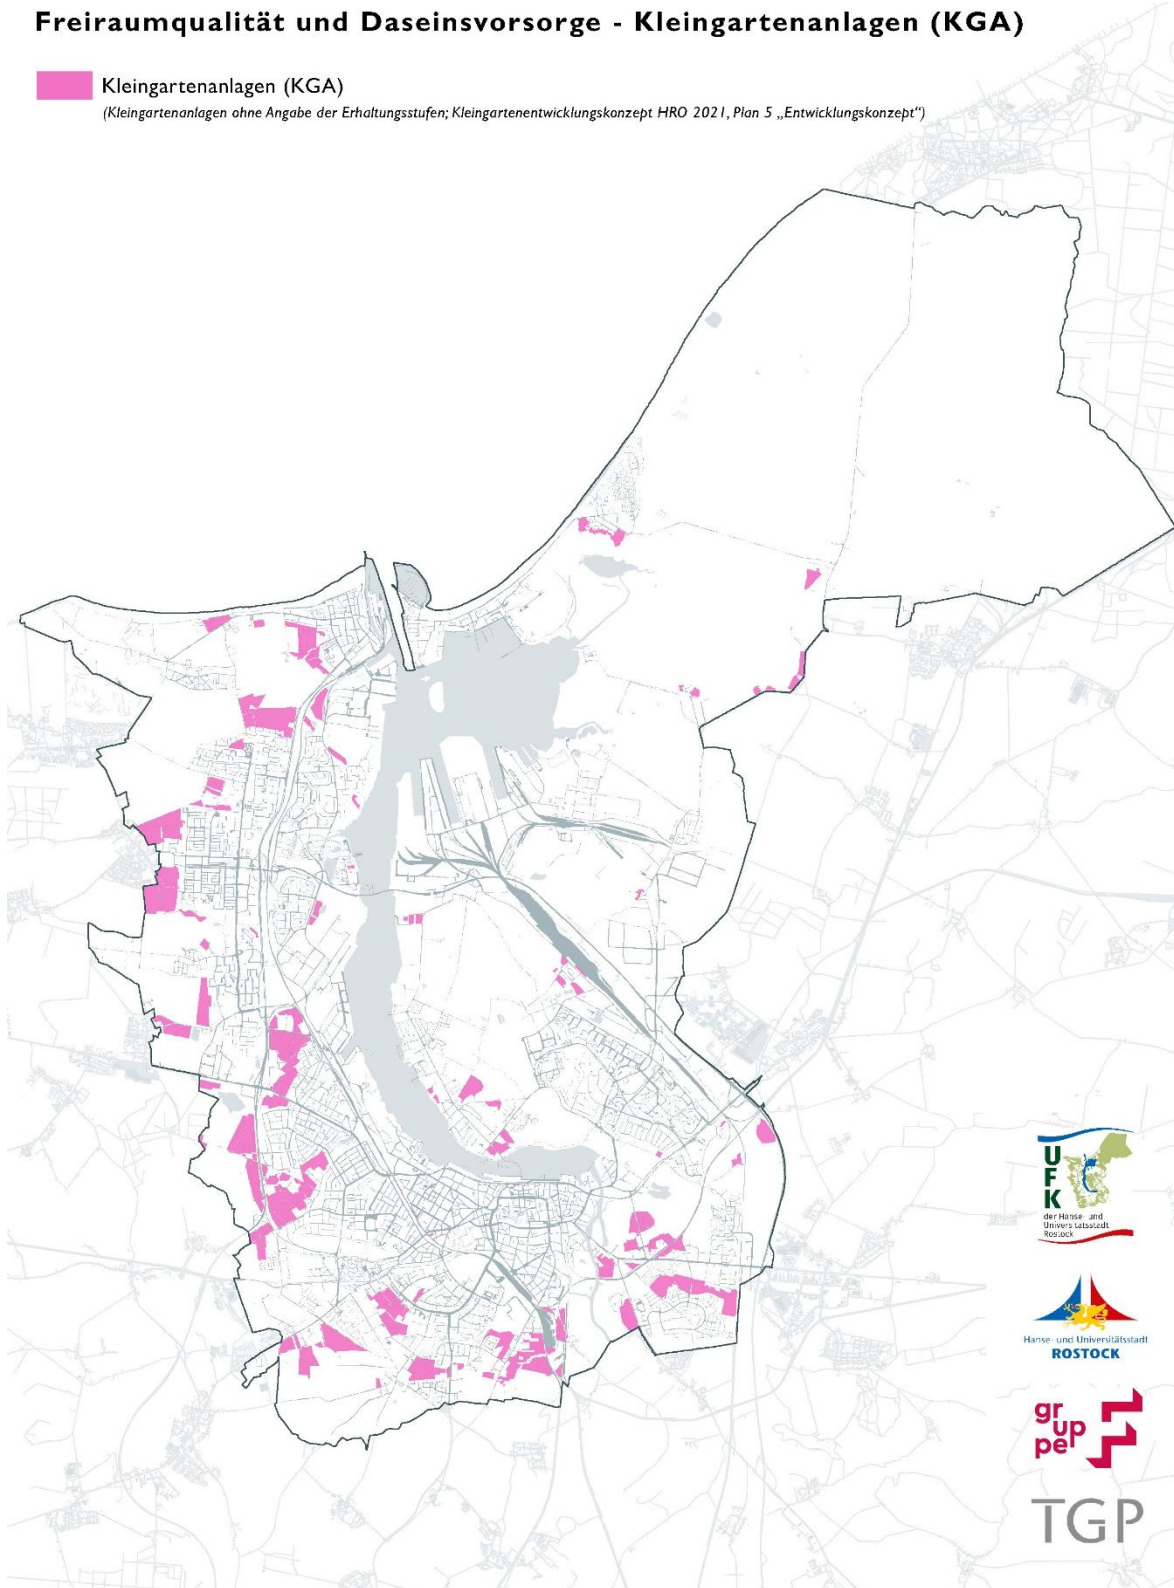 Freiraumqualität und Daseinsvorsorge - Kleingartenanlagen (KGA)
Kleingartenanlagen (KGA)
(Kleingartenanlagen ohne Angabe der Erhaltungsstufen; Kleingartenentwicklungskonzept HRO 2021, Plan 5 „Entwicklungskonzept“)
U
F
K
der Hanse- und
Universitätsstadt
Rostock
Hanse- und Universitätsstadt
ROSTOCK
gr
up
pe
P
TGP